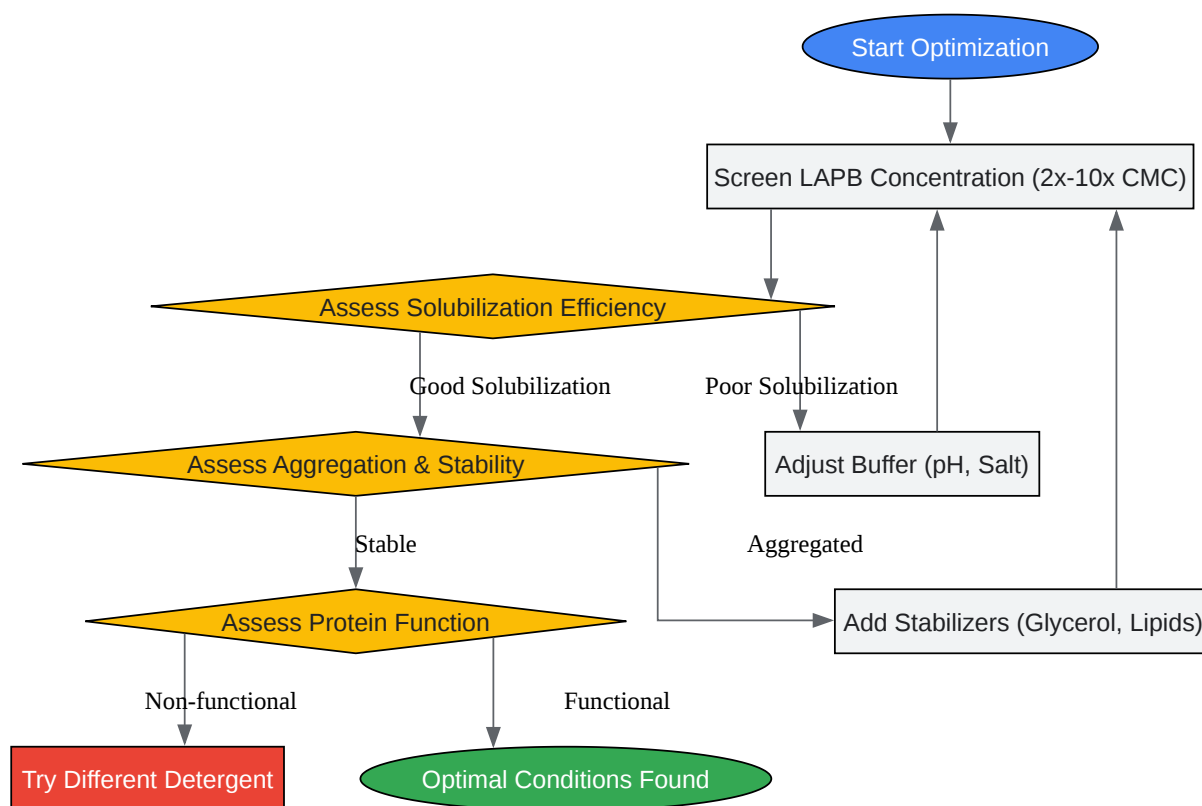 Start Optimization
Screen LAPB Concentration (2x-10x CMC)
Assess Solubilization Efficiency
Good Solubilization
Poor Solubilization
Assess Aggregation & Stability
Adjust Buffer (pH, Salt)
Stable
Aggregated
Assess Protein Function
Add Stabilizers (Glycerol, Lipids)
Non-functional
Functional
Try Different Detergent
Optimal Conditions Found